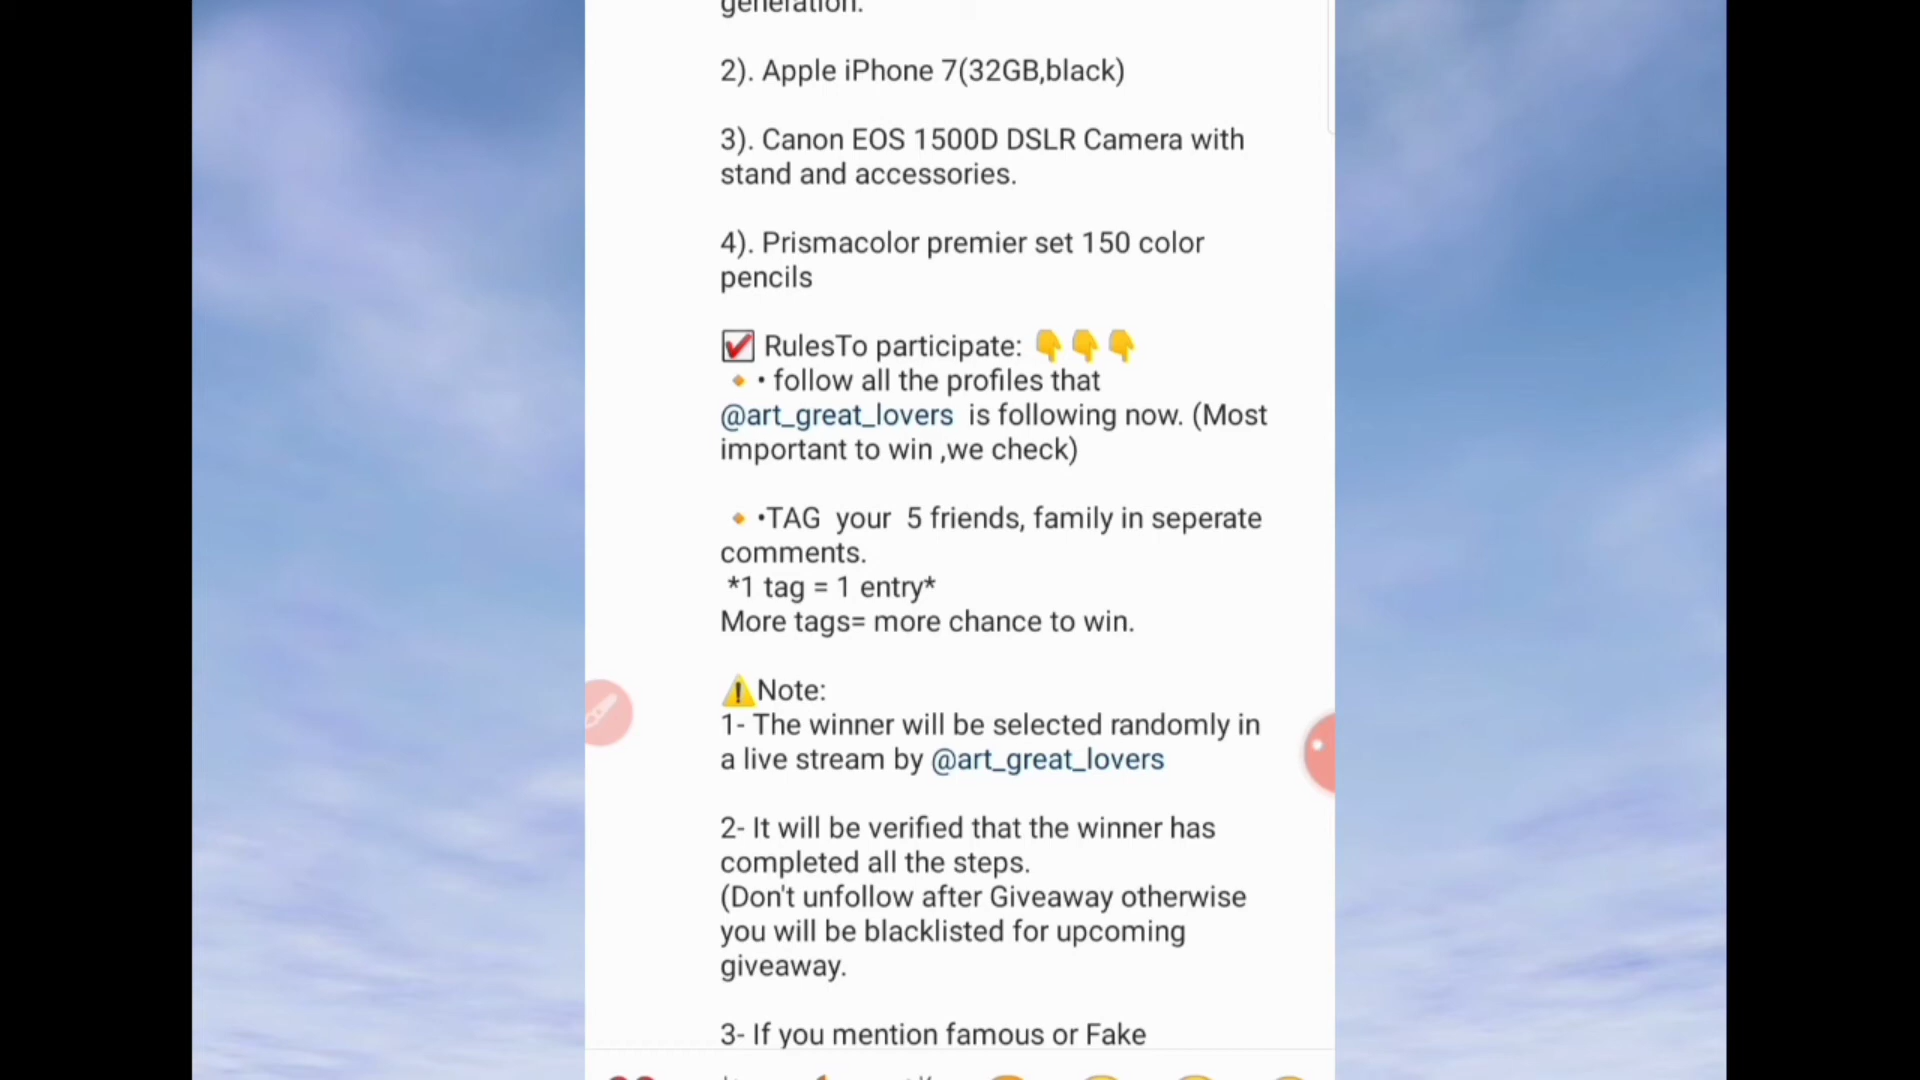 generation.
2). Apple iPhone 7(32GB,black)
3). Canon EOS 1500D DSLR Camera with
stand and accessories.
4). Prismacolor premier set 150 color
pencils
☑ RulesTo participate: 👇👇👇
🔸• follow all the profiles that
@art_great_lovers is following now. (Most
important to win ,we check)
🔸•TAG your 5 friends, family in seperate
comments.
*1 tag = 1 entry*
More tags= more chance to win.
⚠️Note:
1- The winner will be selected randomly in
a live stream by @art_great_lovers
2- It will be verified that the winner has
completed all the steps.
(Don't unfollow after Giveaway otherwise
you will be blacklisted for upcoming
giveaway.
3- If you mention famous or Fake